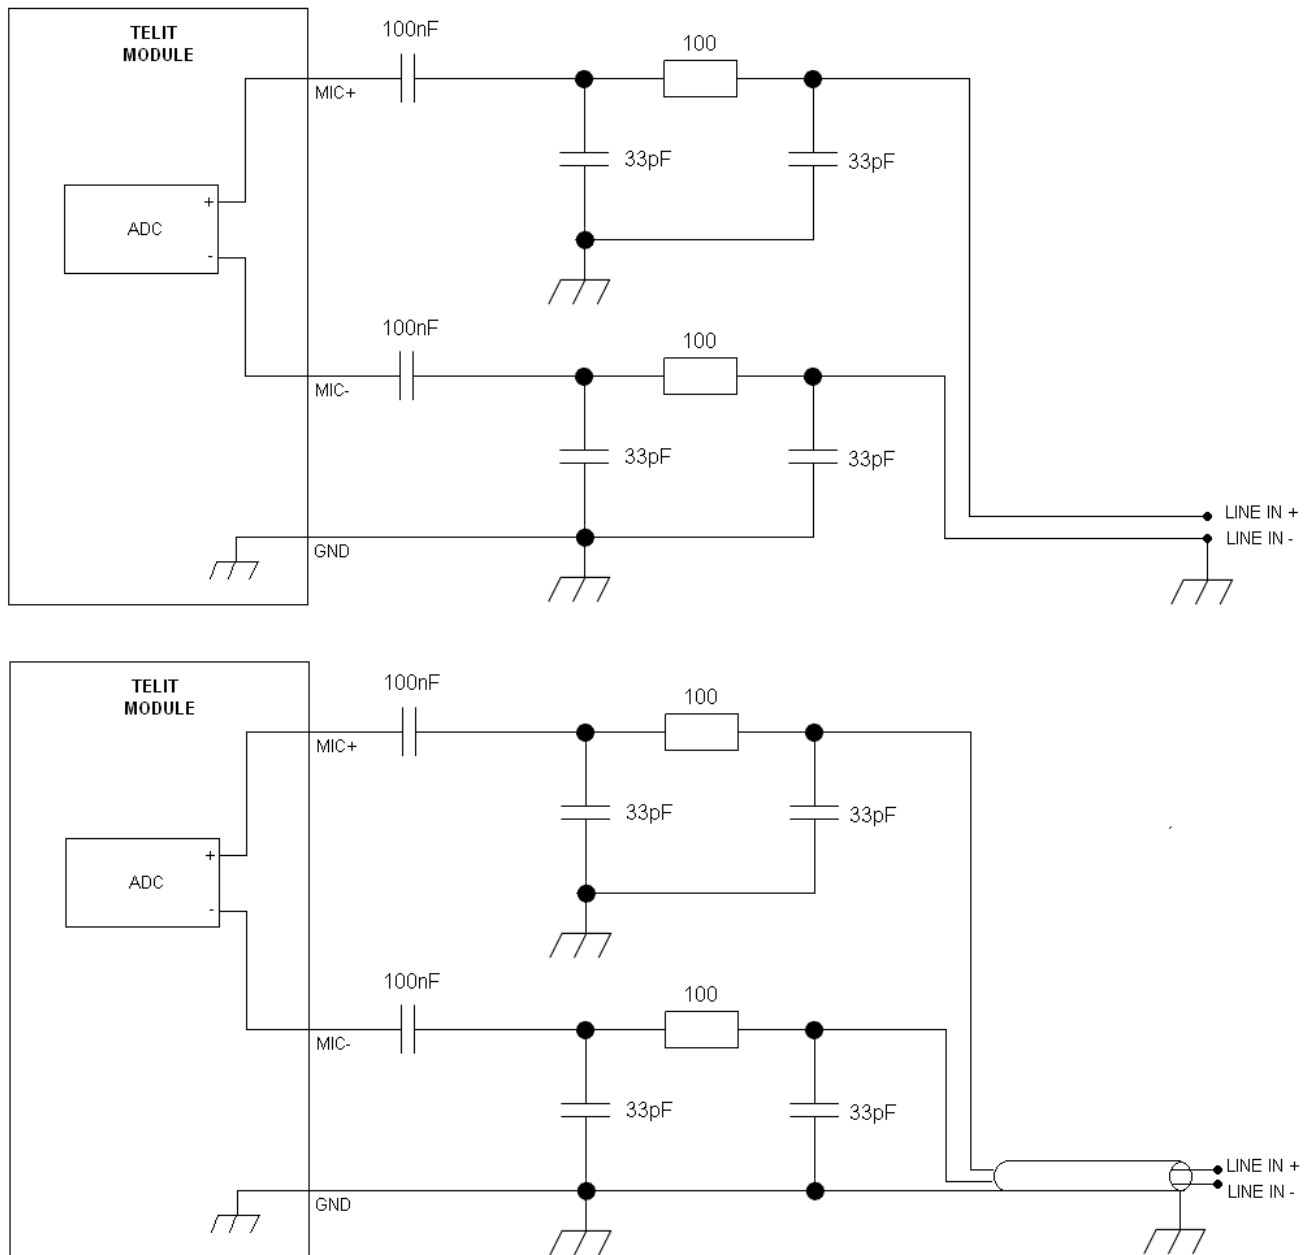 TELIT
MODULE
100nF
100
MIC+
33pF
33pF
+
ADC
-
100nF
100
MIC-
33pF
33pF
LINE IN +
LINE IN -
GND
TELIT
MODULE
100nF
100
MIC+
33pF
33pF
+
ADC
-
100nF
100
MIC-
33pF
33pF
LINE IN +
LINE IN -
GND